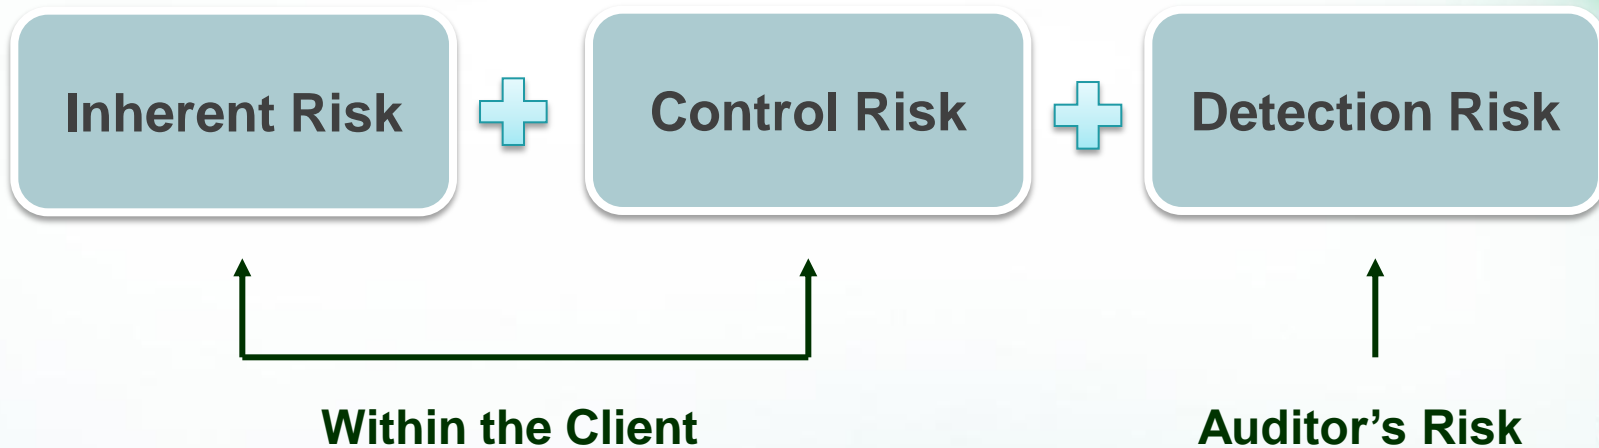 Inherent Risk
Control Risk
Detection Risk
Within the Client
Auditor’s Risk